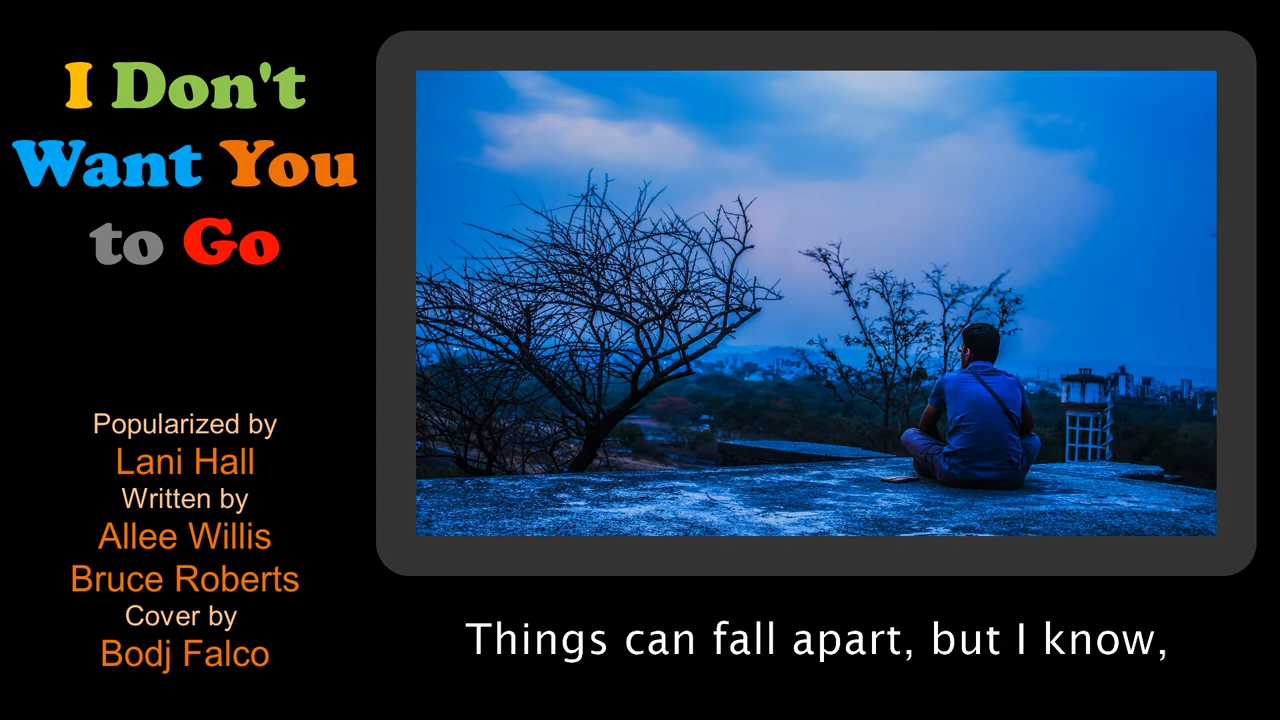 I Don't
Want You
to Go
Popularized by
Lani Hall
Written by
Allee Willis
Bruce Roberts
Cover by
Bodj Falco
Things can fall apart, but I know,